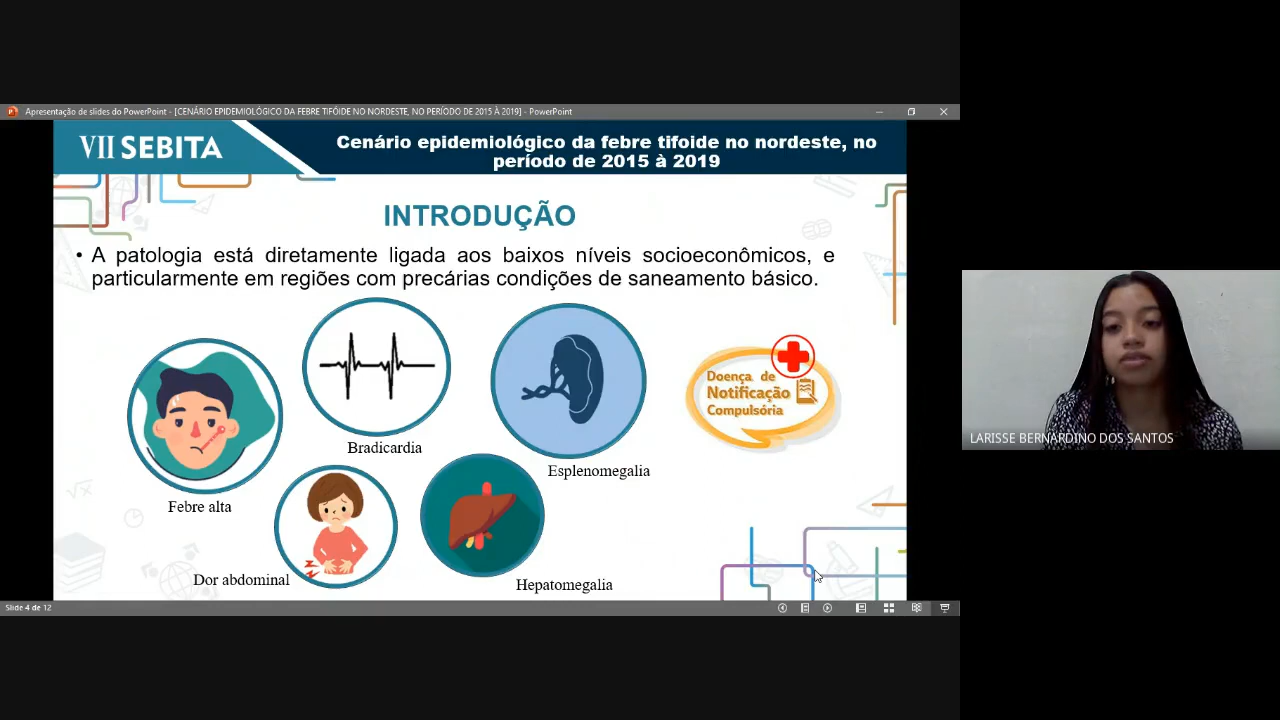 Apresentação de slides do PowerPoint - [CENÁRIO EPIDEMIOLÓGICO DA FEBRE TIFÓIDE NO NORDESTE, NO PERÍODO DE 2015 À 2019] - PowerPoint
VII SEBITA
Cenário epidemiológico da febre tifoide no nordeste, no
período de 2015 à 2019
INTRODUÇÃO
• A patologia está diretamente ligada aos baixos níveis socioeconômicos, e
particularmente em regiões com precárias condições de saneamento básico.
Doença de
Notificação
Compulsória
Bradicardia
Esplenomegalia
Febre alta
Dor abdominal
Hepatomegalia
LARISSE BERNARDINO DOS SANTOS
Slide 4 de 12